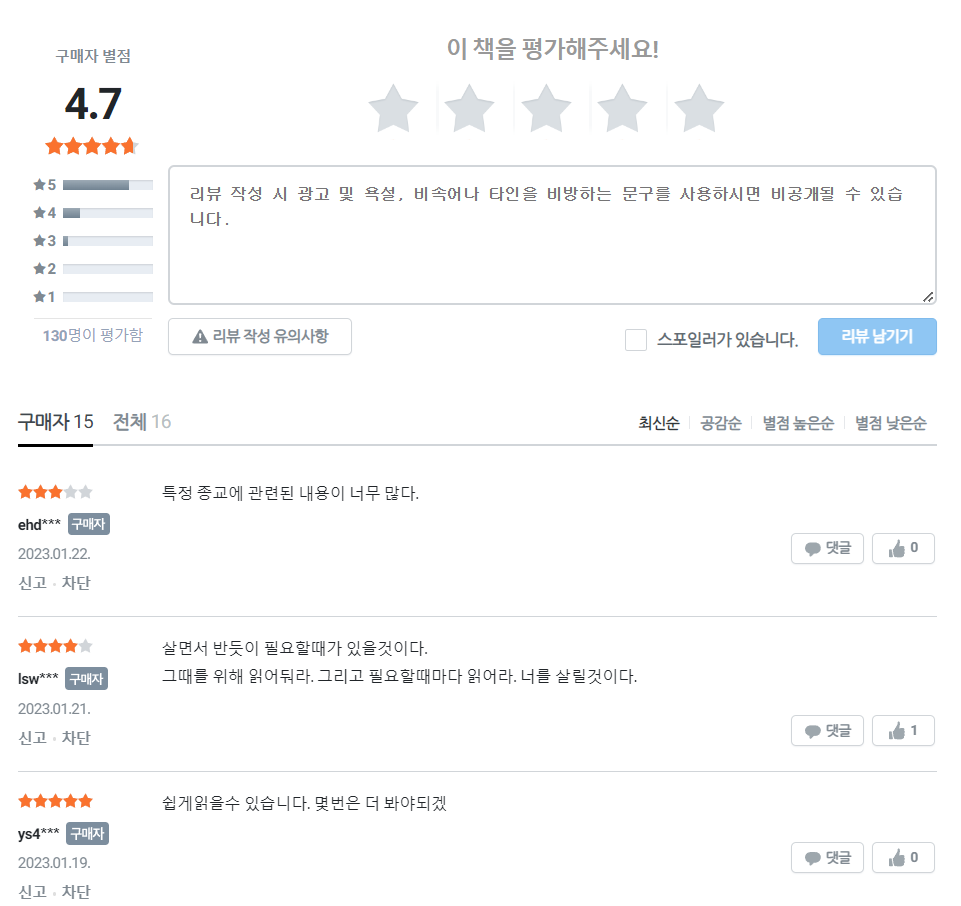 구매자 별점
4.7
5
4
3
2
1
130명이 평가함
이 책을 평가해주세요!
리뷰 작성 시 광고 및 욕설, 비속어나 타인을 비방하는 문구를 사용하시면 비공개될 수 있습
니다.
리뷰 작성 유의사항
스포일러가 있습니다.
리뷰 남기기
구매자 15 전체 16
최신순 공감순 별점 높은순 별점 낮은순
특정 종교에 관련된 내용이 너무 많다.
ehd*** 구매자
2023.01.22.
댓글 0
신고 차단
살면서 반듯이 필요할때가 있을것이다.
그때를 위해 읽어둬라. 그리고 필요할때마다 읽어라. 너를 살릴것이다.
lsw*** 구매자
2023.01.21.
댓글 1
신고 차단
쉽게읽을수 있습니다. 몇번은 더 봐야되겠
ys4*** 구매자
2023.01.19.
댓글 0
신고 차단